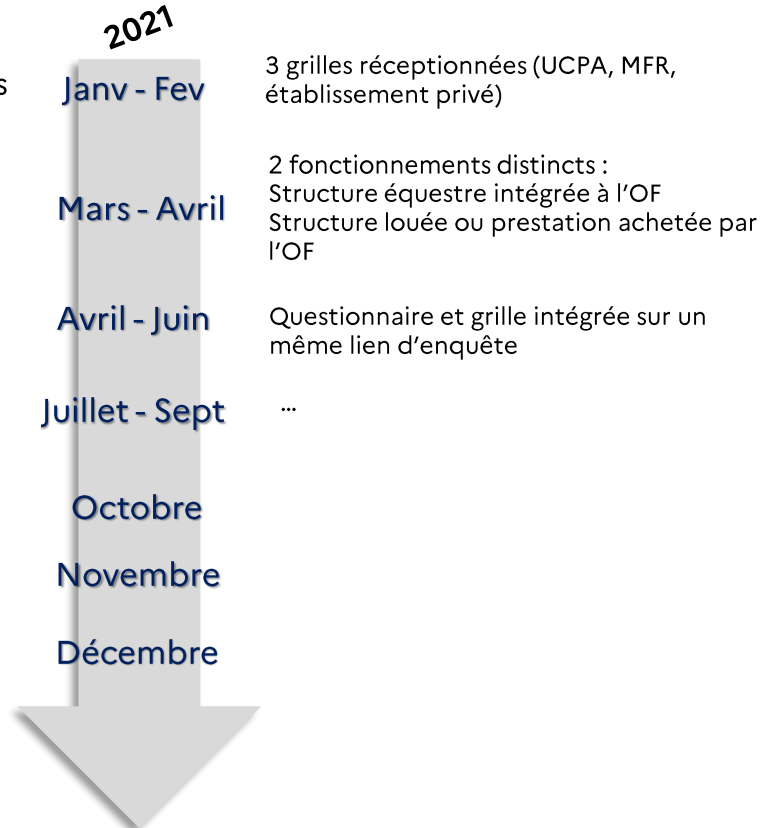 2021
s
Janv - Fev
3 grilles réceptionnées (UCPA, MFR,
établissement privé)
Mars - Avril
2 fonctionnements distincts :
Structure équestre intégrée à l'OF
Structure louée ou prestation achetée par
l'OF
Avril - Juin
Questionnaire et grille intégrée sur un
même lien d'enquête
Juillet - Sept
...
Octobre
Novembre
Décembre